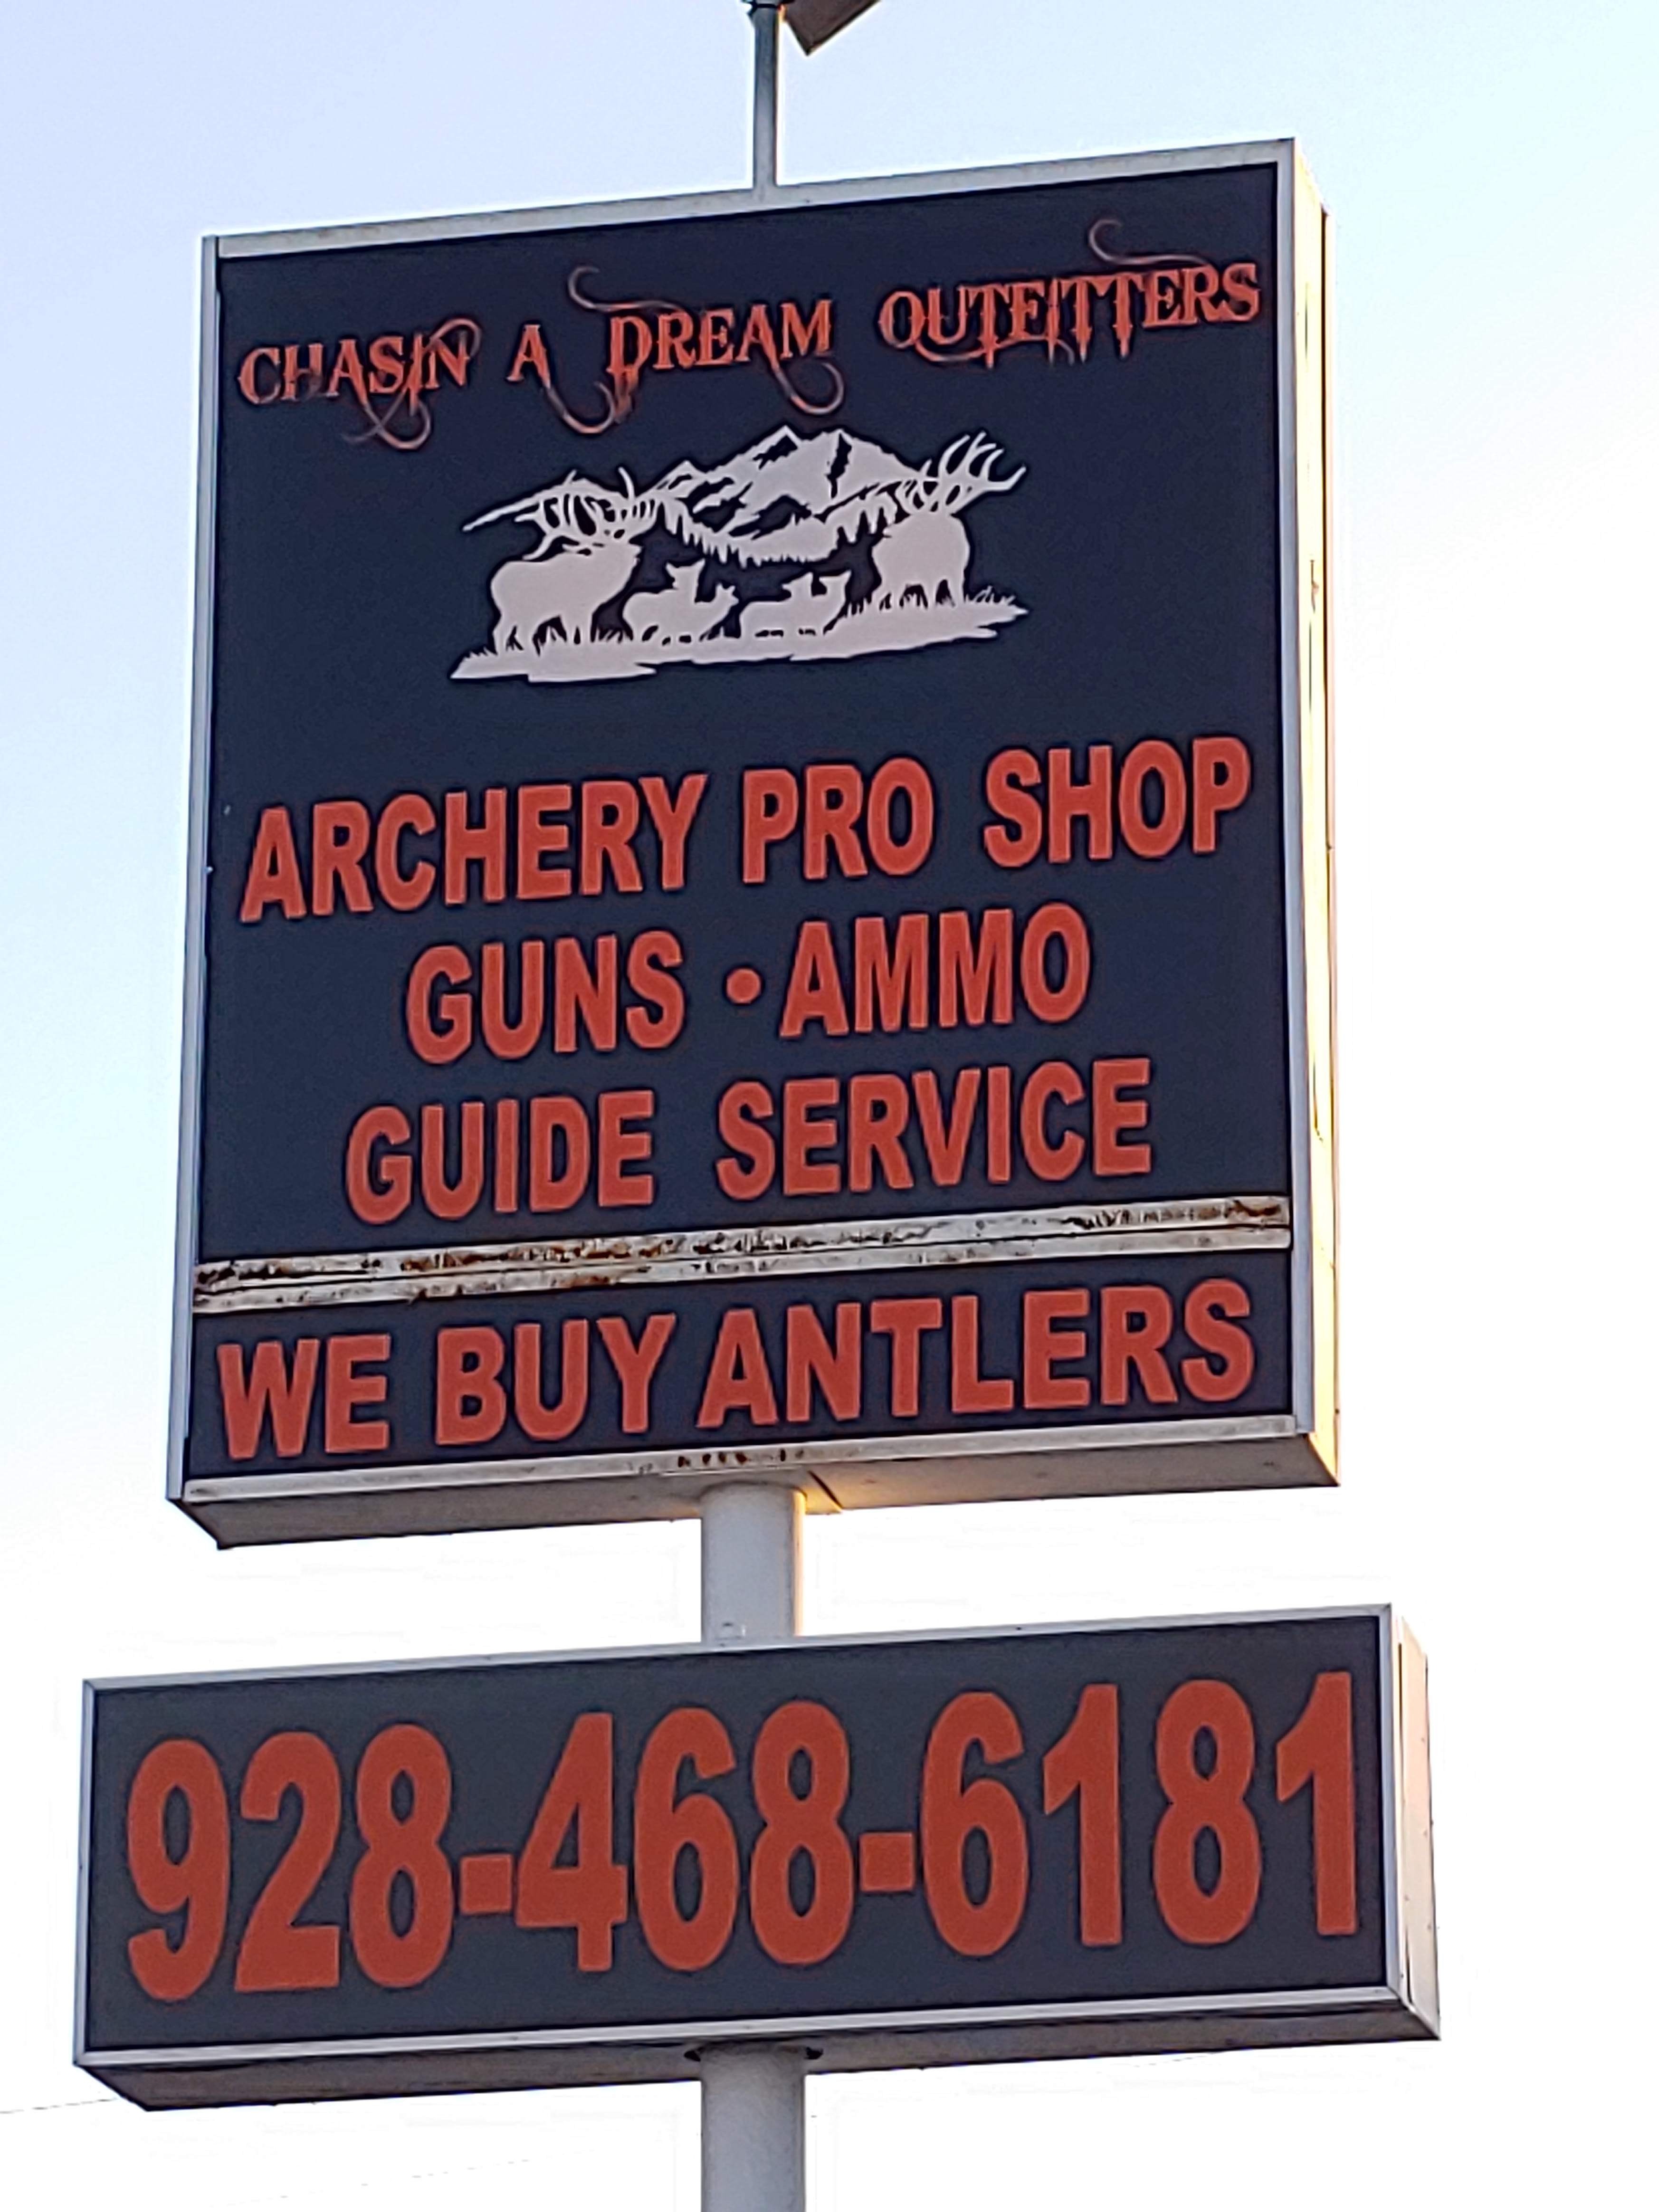 CHASIN A DREAM OUTFITTERS
ARCHERY PRO SHOP
GUNS • AMMO
GUIDE SERVICE
WE BUY ANTLERS
928-468-6181